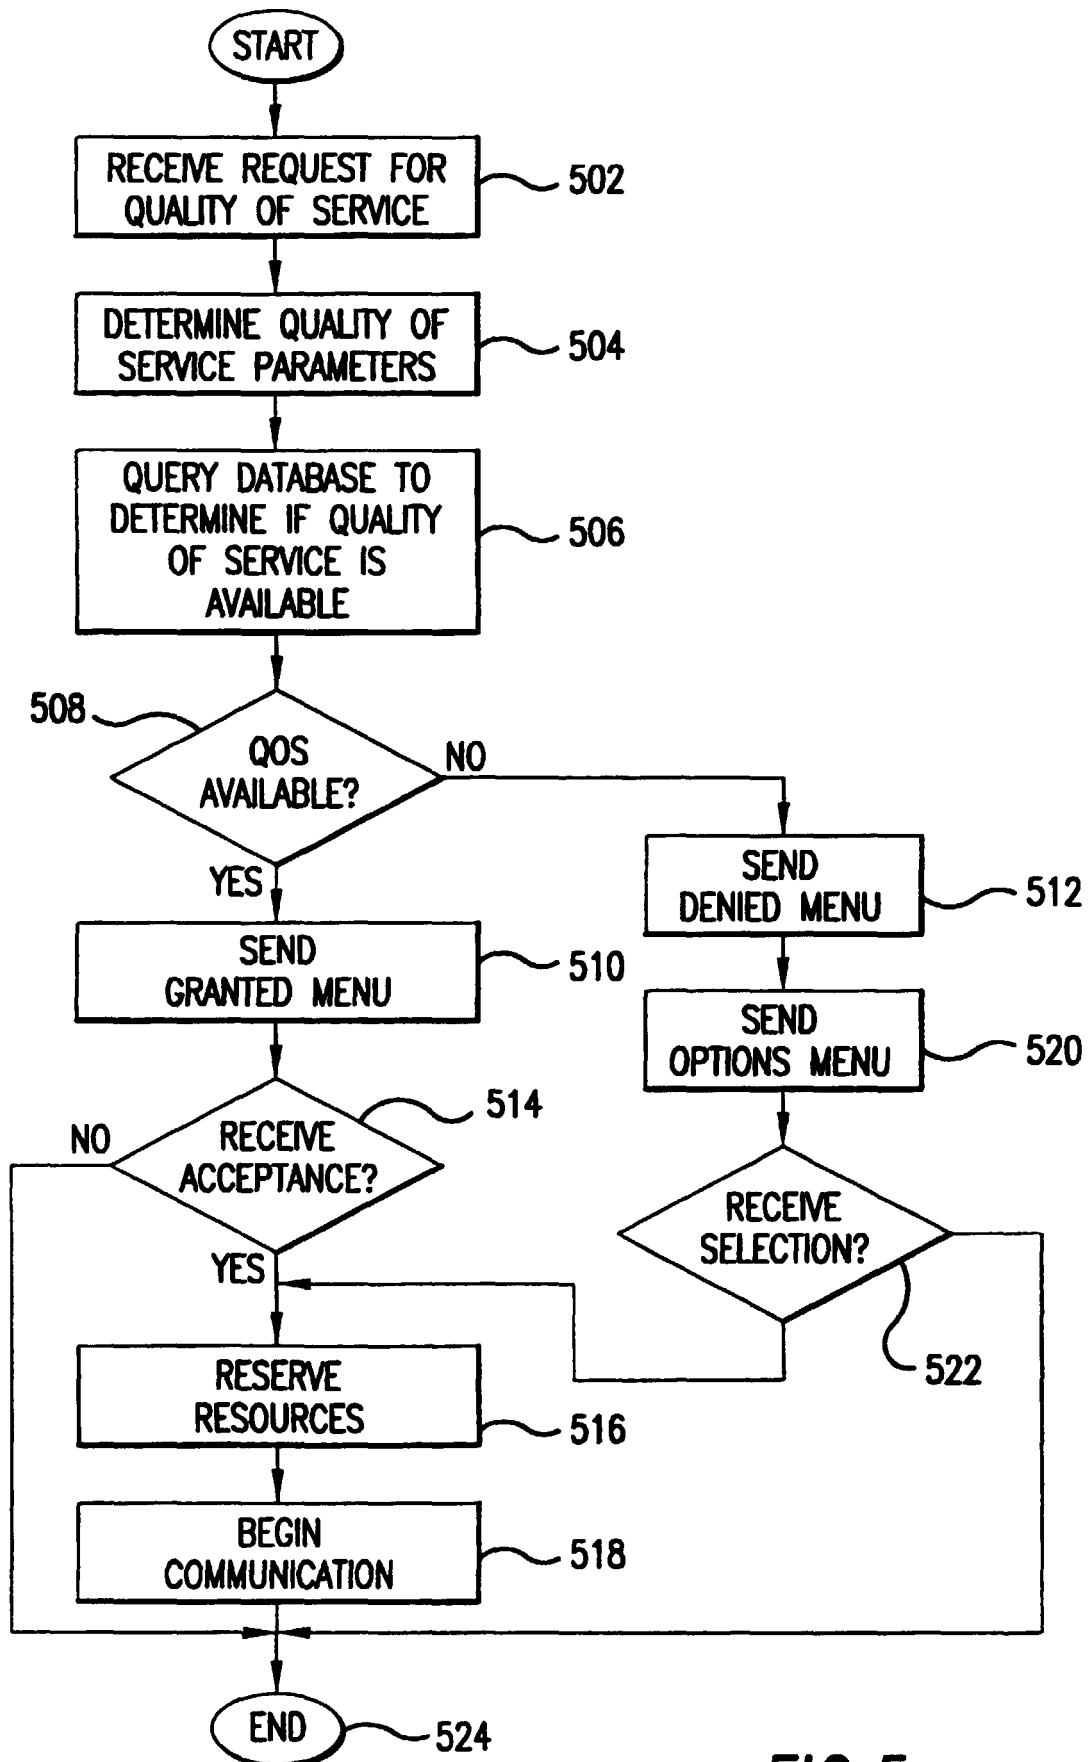 START
RECEIVE REQUEST FOR
QUALITY OF SERVICE
502
DETERMINE QUALITY OF
SERVICE PARAMETERS
504
QUERY DATABASE TO
DETERMINE IF QUALITY
OF SERVICE IS
AVAILABLE
506
508
QOS
AVAILABLE?
NO
YES
SEND
DENIED MENU
512
SEND
GRANTED MENU
510
SEND
OPTIONS MENU
520
514
NO
RECEIVE
ACCEPTANCE?
YES
RECEIVE
SELECTION?
522
RESERVE
RESOURCES
516
BEGIN
COMMUNICATION
518
END
524